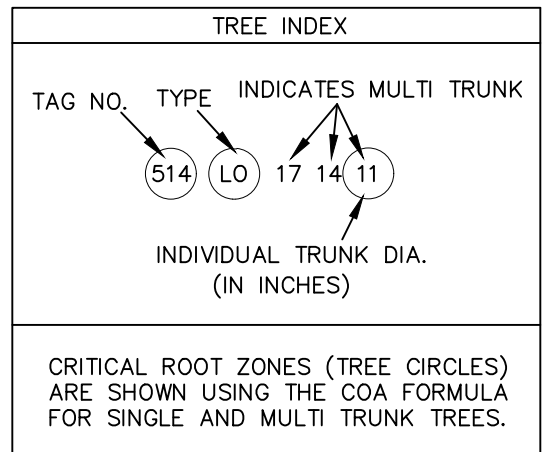 TREE INDEX
TAG NO. TYPE INDICATES MULTI TRUNK
514 LO 17 14 11
INDIVIDUAL TRUNK DIA.
(IN INCHES)
CRITICAL ROOT ZONES (TREE CIRCLES)
ARE SHOWN USING THE COA FORMULA
FOR SINGLE AND MULTI TRUNK TREES.